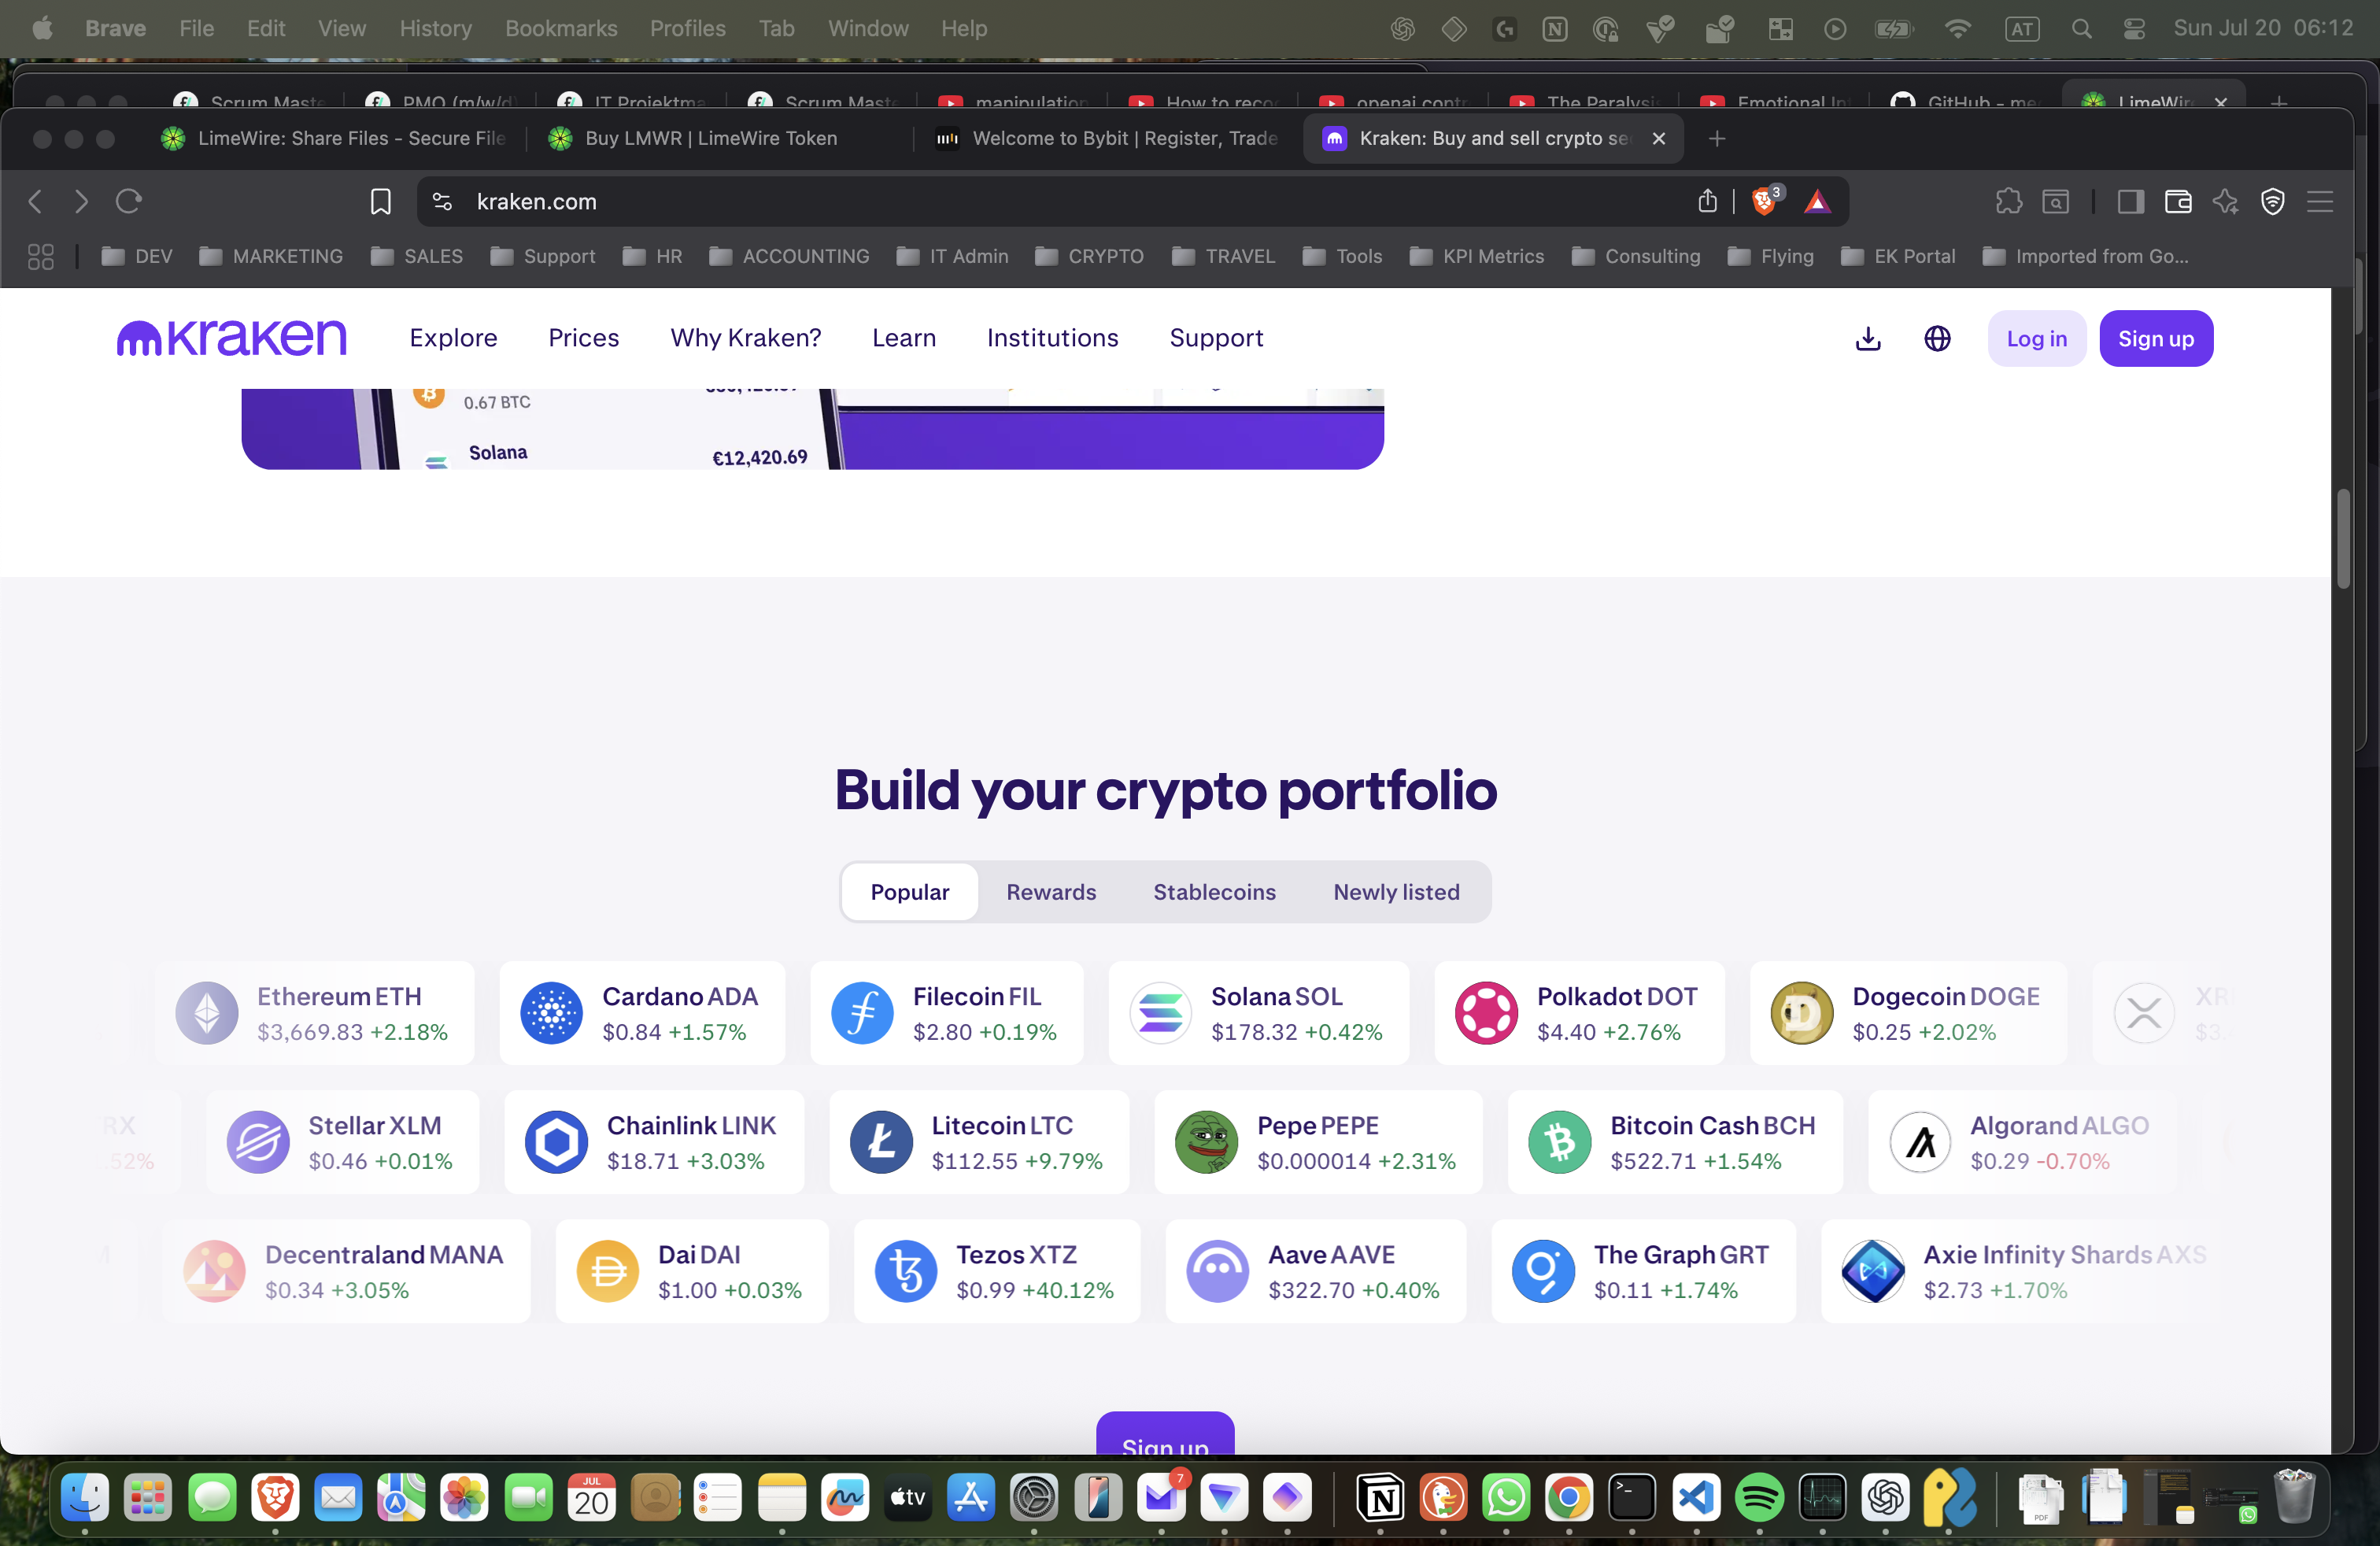 Brave File Edit View History Bookmarks Profiles Tab Window Help AT Sun Jul 20 06:12
Scrum Maste PMO (m/w/d) IT Projektma Scrum Maste manipulation How to reco openai contr The Paralysis Emotional Int GitHub - me LimeWire
LimeWire: Share Files - Secure File Buy LMWR | LimeWire Token Welcome to Bybit | Register, Trade Kraken: Buy and sell crypto se
kraken.com 3
DEV MARKETING SALES Support HR ACCOUNTING IT Admin CRYPTO TRAVEL Tools KPI Metrics Consulting Flying EK Portal Imported from Go...
kraken Explore Prices Why Kraken? Learn Institutions Support Log in Sign up
0.67 BTC
Solana €12,420.69
Build your crypto portfolio
Popular Rewards Stablecoins Newly listed
Ethereum ETH Cardano ADA Filecoin FIL Solana SOL Polkadot DOT Dogecoin DOGE XR
$3,669.83 +2.18% $0.84 +1.57% $2.80 +0.19% $178.32 +0.42% $4.40 +2.76% $0.25 +2.02% $3.
RX Stellar XLM Chainlink LINK Litecoin LTC Pepe PEPE Bitcoin Cash BCH Algorand ALGO
.52% $0.46 +0.01% $18.71 +3.03% $112.55 +9.79% $0.000014 +2.31% $522.71 +1.54% $0.29 -0.70%
Decentraland MANA Dai DAI Tezos XTZ Aave AAVE The Graph GRT Axie Infinity Shards AXS
$0.34 +3.05% $1.00 +0.03% $0.99 +40.12% $322.70 +0.40% $0.11 +1.74% $2.73 +1.70%
Sign up
JUL 20 tv 7 PDF